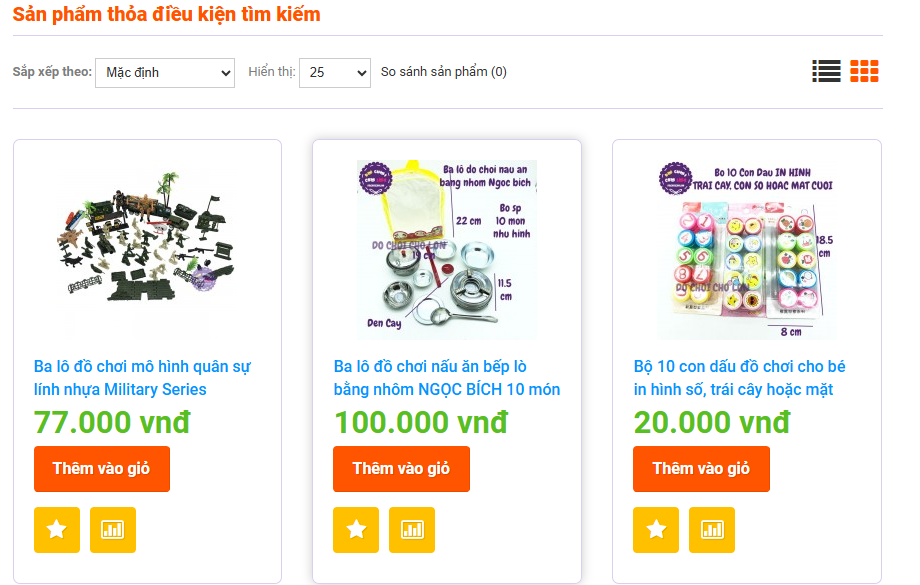 Sản phẩm thỏa điều kiện tìm kiếm
Sắp xếp theo: Mặc định Hiển thị: 25 So sánh sản phẩm (0)
Ba lô do choi nau an
bang nhom Ngoc bich
22 cm
Bo sp
10 mon
nhu hinh
DO CHOI CHO LON
19 cm
11.5
cm
Den Cay
Bo 10 Con Dau IN HINH
TRAI CAY, CON SO HOAC MAT CUOI
18.5
cm
DO CHOI CHO LON
8 cm
Ba lô đồ chơi mô hình quân sự
lính nhựa Military Series
77.000 vnđ
Thêm vào giỏ
Ba lô đồ chơi nấu ăn bếp lò
bằng nhôm NGỌC BÍCH 10 món
100.000 vnđ
Thêm vào giỏ
Bộ 10 con dấu đồ chơi cho bé
in hình số, trái cây hoặc mặt
20.000 vnđ
Thêm vào giỏ